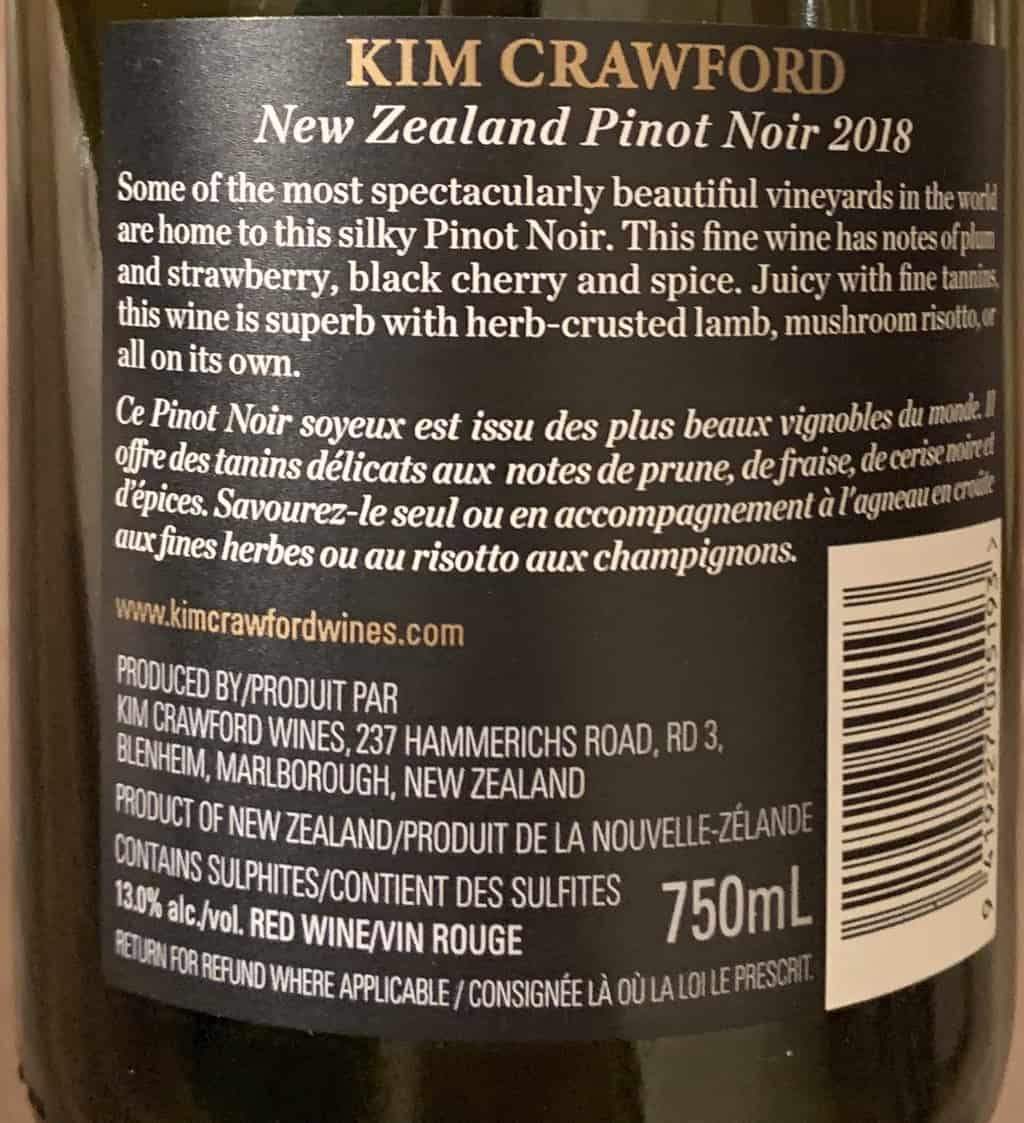 KIM CRAWFORD
New Zealand Pinot Noir 2018
Some of the most spectacularly beautiful vineyards in the world
are home to this silky Pinot Noir. This fine wine has notes of plum
and strawberry, black cherry and spice. Juicy with fine tannins,
this wine is superb with herb-crusted lamb, mushroom risotto, or
all on its own.
Ce Pinot Noir soyeux est issu des plus beaux vignobles du monde. Il
offre des tanins délicats aux notes de prune, de fraise, de cerise noire et
d'épices. Savourez-le seul ou en accompagnement à l'agneau en croûte
aux fines herbes ou au risotto aux champignons.
www.kimcrawfordwines.com
PRODUCED BY/PRODUIT PAR
KIM CRAWFORD WINES, 237 HAMMERICHS ROAD, RD 3,
BLENHEIM, MARLBOROUGH, NEW ZEALAND
PRODUCT OF NEW ZEALAND/PRODUIT DE LA NOUVELLE-ZÉLANDE
CONTAINS SULPHITES/CONTIENT DES SULFITES
13.0% alc./vol. RED WINE/VIN ROUGE
750mL
RETURN FOR REFUND WHERE APPLICABLE / CONSIGNÉE LÀ OÙ LA LOI LE PRESCRIT.